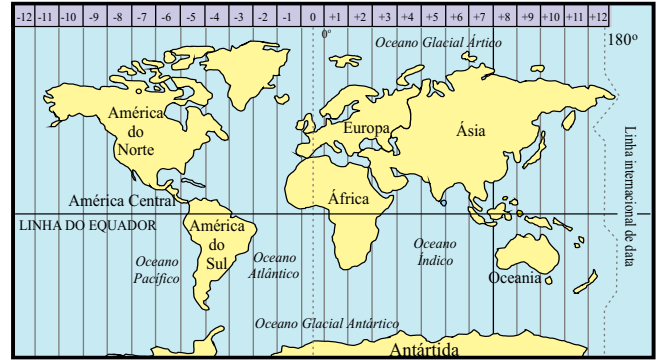 -12 -11 -10 -9 -8 -7 -6 -5 -4 -3 -2 -1 0 +1 +2 +3 +4 +5 +6 +7 +8 +9 +10 +11 +12
0º
Oceano Glacial Ártico
180º
América
do
Norte
Europa
Ásia
Linha internacional de data
América Central
África
LINHA DO EQUADOR
América
do
Sul
Oceano
Pacífico
Oceano
Atlântico
Oceano
Índico
Oceania
Oceano Glacial Antártico
Antártida